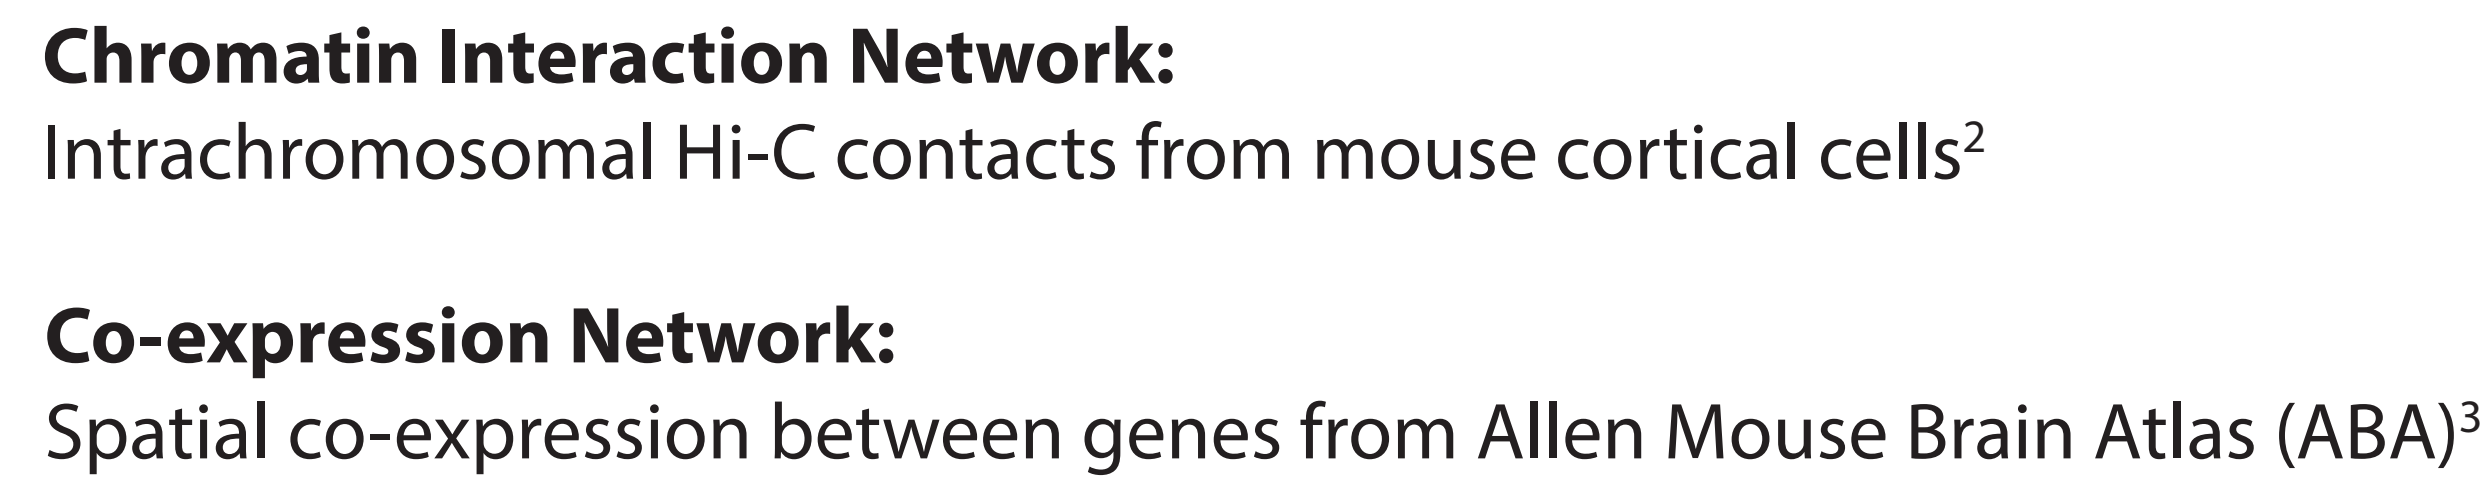 Chromatin Interaction Network:
Intrachromosomal Hi-C contacts from mouse cortical cells²
Co-expression Network:
Spatial co-expression between genes from Allen Mouse Brain Atlas (ABA)³